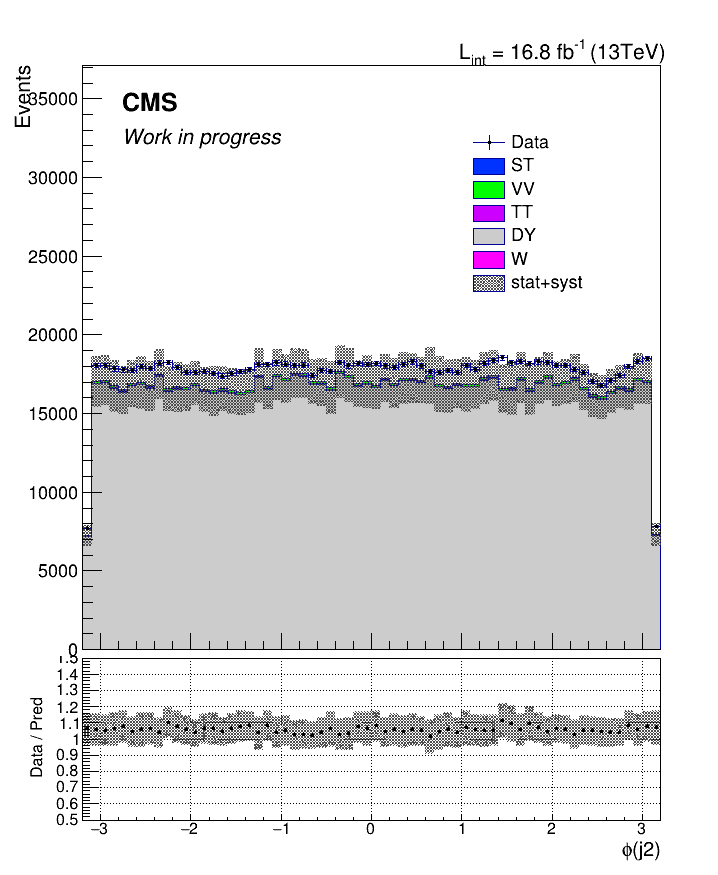 L_int = 16.8 fb^-1 (13TeV)
Events
CMS
Work in progress
Data
ST
VV
TT
DY
W
stat+syst
35000
30000
25000
20000
15000
10000
5000
0
Data / Pred
1.5
1.4
1.3
1.2
1.1
1
0.9
0.8
0.7
0.6
0.5
−3 −2 −1 0 1 2 3
ϕ(j2)